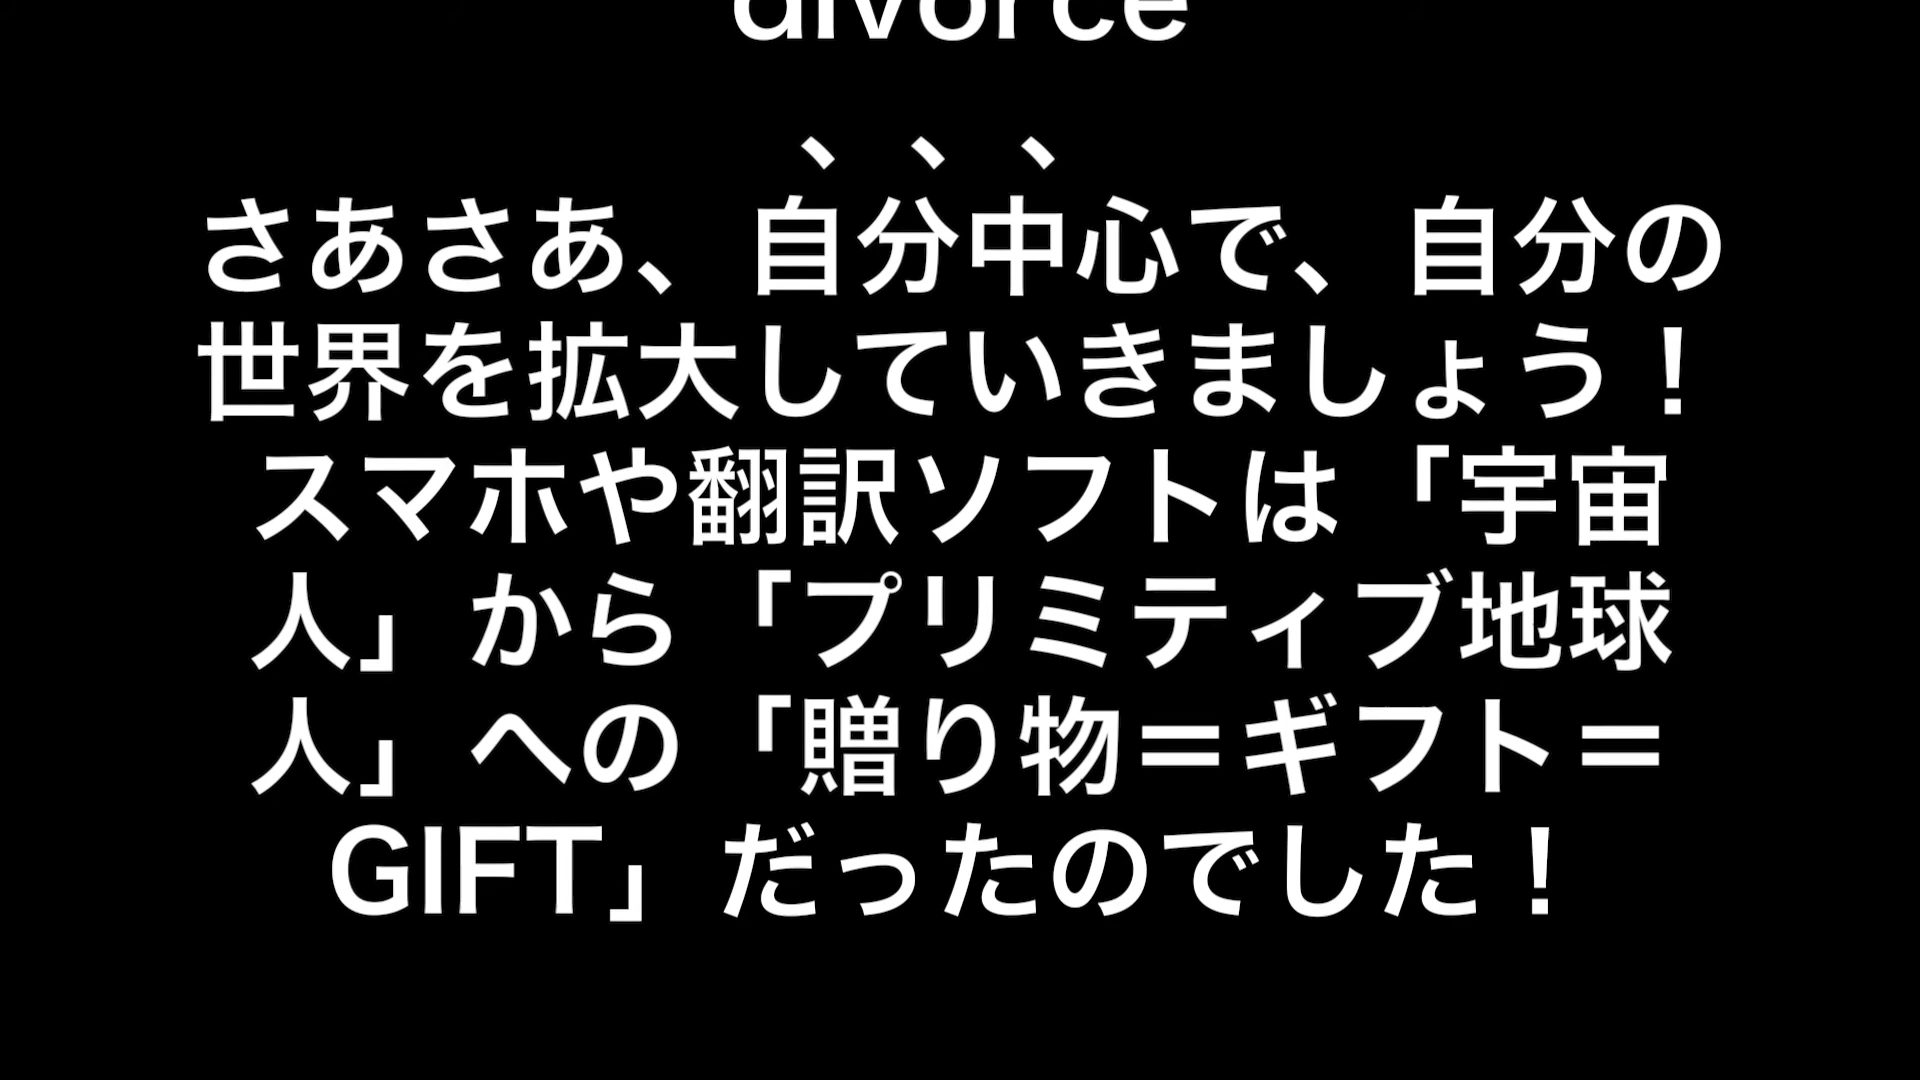 divorce
、、、
さあさあ、自分中心で、自分の
世界を拡大していきましょう！
スマホや翻訳ソフトは「宇宙
人」から「プリミティブ地球
人」への「贈り物＝ギフト＝
GIFT」だったのでした！